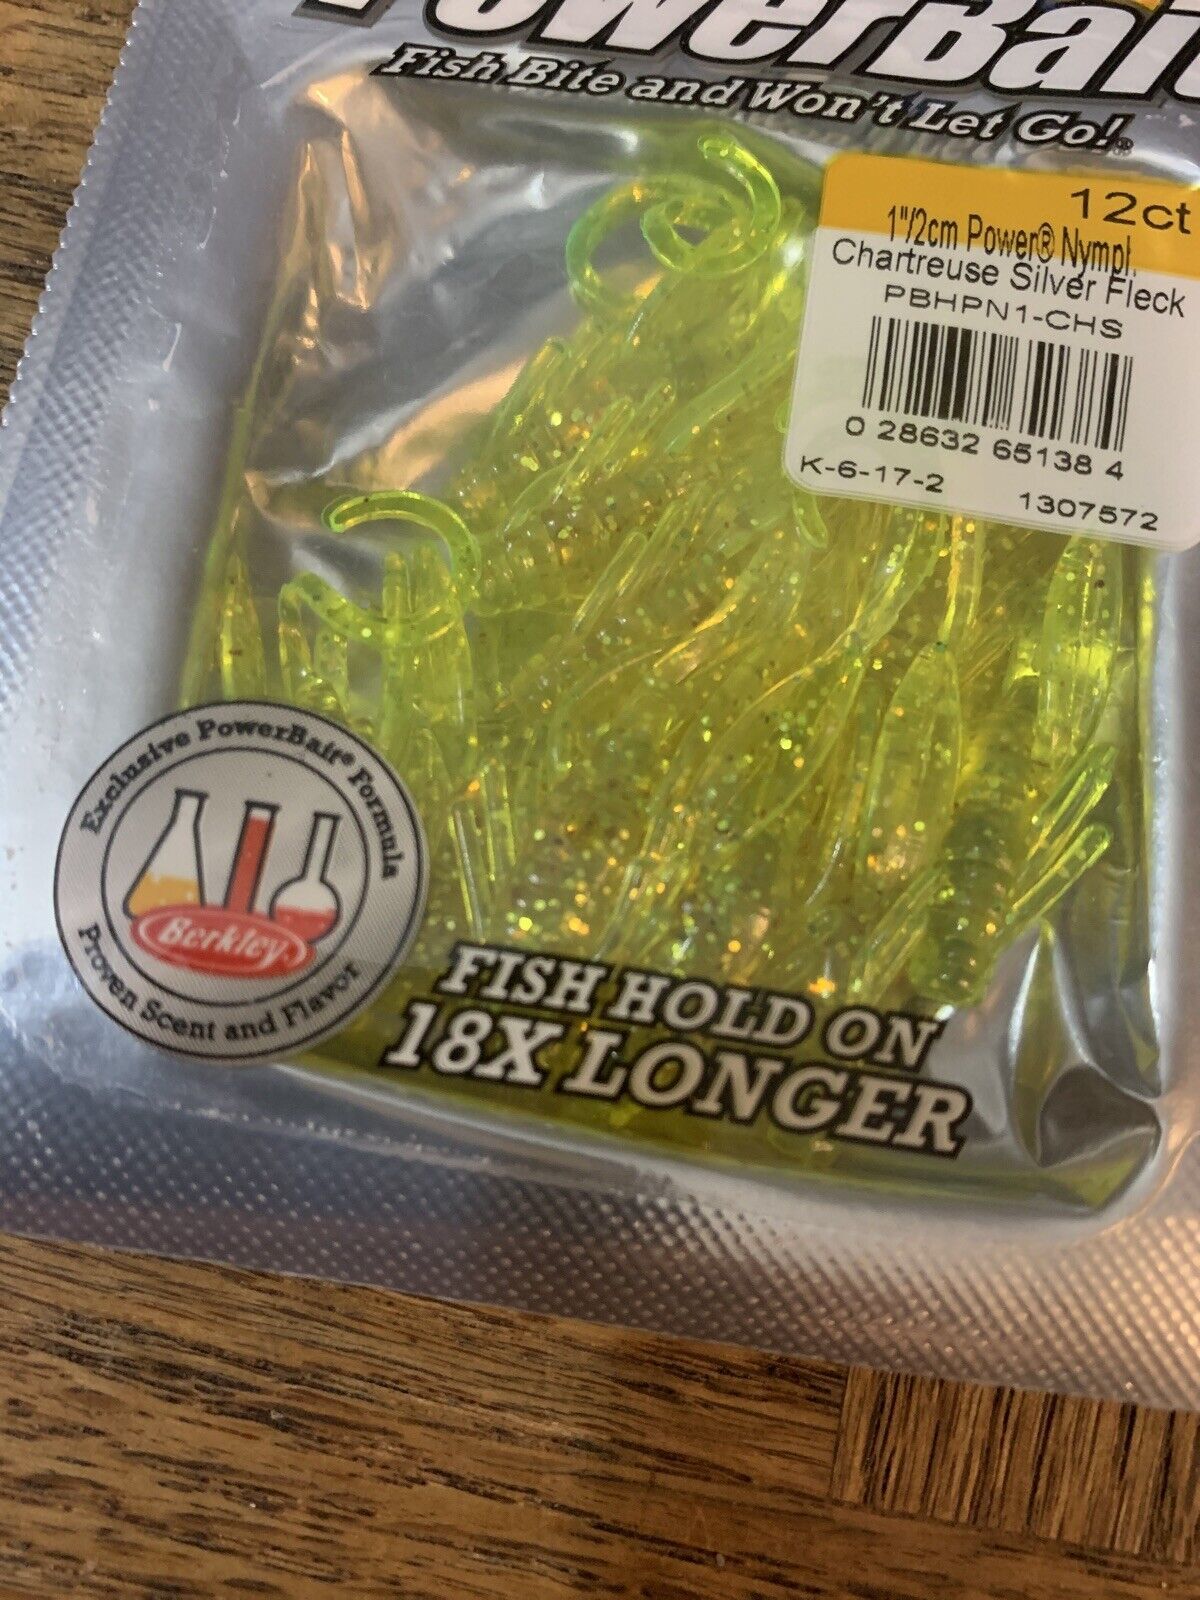 PowerBait
Fish Bite and Won't Let Go!®
12ct
1"/2cm Power® Nymph
Chartreuse Silver Fleck
PBHPN1-CHS
0 28632 65138 4
K-6-17-2
1307572
Exclusive PowerBait® Formula
Berkley
Proven Scent and Flavor
FISH HOLD ON
18X LONGER